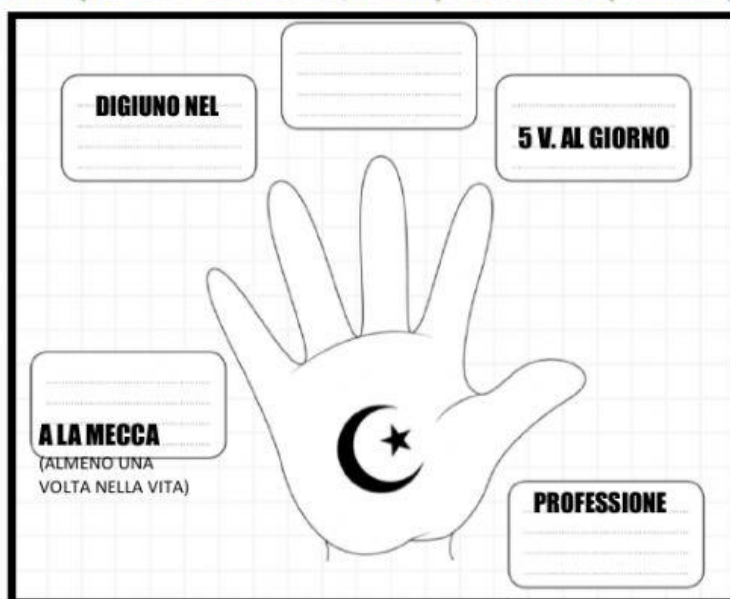 DIGIUNO NEL
5 V. AL GIORNO
A LA MECCA
(ALMENO UNA
VOLTA NELLA VITA)
PROFESSIONE